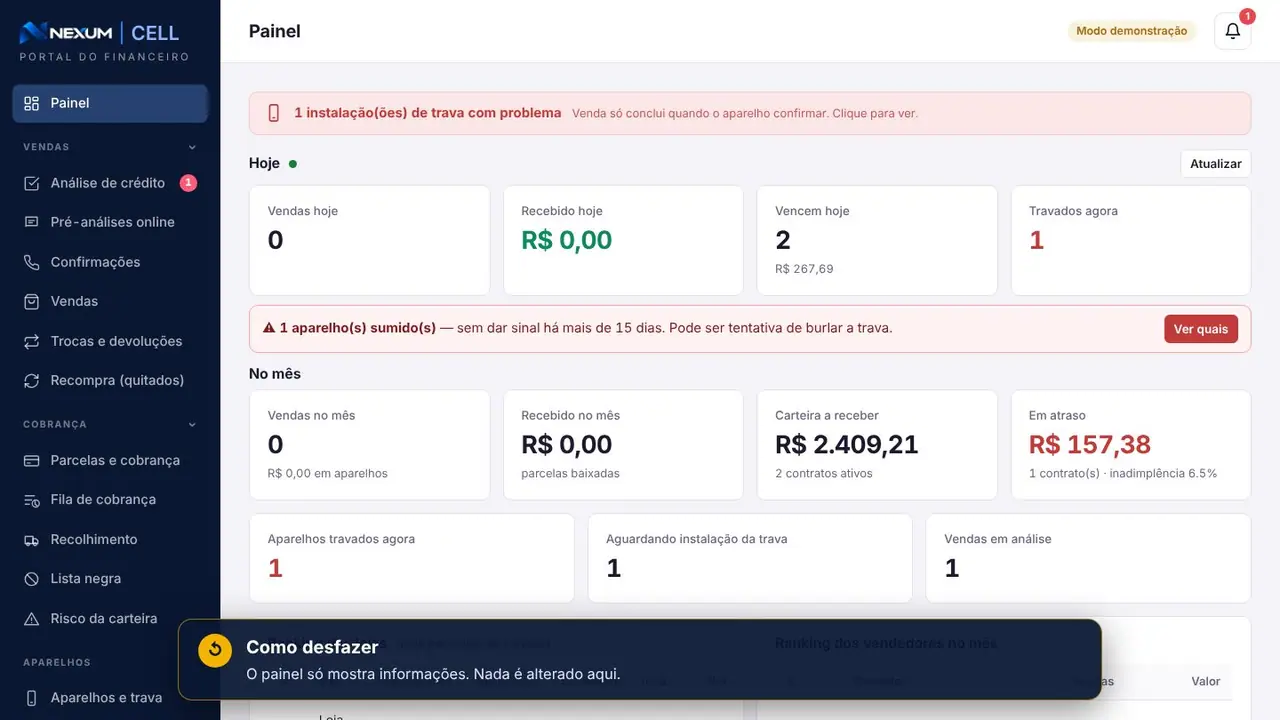 NEXUM | CELL
PORTAL DO FINANCEIRO
Painel
VENDAS
Análise de crédito 1
Pré-análises online
Confirmações
Vendas
Trocas e devoluções
Recompra (quitados)
COBRANÇA
Parcelas e cobrança
Fila de cobrança
Recolhimento
Lista negra
Risco da carteira
APARELHOS
Aparelhos e trava
Painel
Modo demonstração
1
1 instalação(ões) de trava com problema Venda só conclui quando o aparelho confirmar. Clique para ver.
Hoje
Atualizar
Vendas hoje
0
Recebido hoje
R$ 0,00
Vencem hoje
2
R$ 267,69
Travados agora
1
1 aparelho(s) sumido(s) — sem dar sinal há mais de 15 dias. Pode ser tentativa de burlar a trava.
Ver quais
No mês
Vendas no mês
0
R$ 0,00 em aparelhos
Recebido no mês
R$ 0,00
parcelas baixadas
Carteira a receber
R$ 2.409,21
2 contratos ativos
Em atraso
R$ 157,38
1 contrato(s) · inadimplência 6.5%
Aparelhos travados agora
1
Aguardando instalação da trava
1
Vendas em análise
1
Ranking dos vendedores no mês
Valor
Loja
Como desfazer
O painel só mostra informações. Nada é alterado aqui.